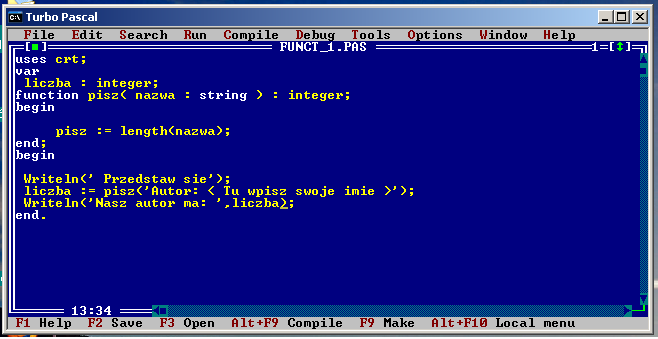 Turbo Pascal
File Edit Search Run Compile Debug Tools Options Window Help
FUNCT_1.PAS 1
uses crt;
var
liczba : integer;
function pisz( nazwa : string ) : integer;
begin
pisz := length(nazwa);
end;
begin
Writeln(' Przedstaw sie');
liczba := pisz('Autor: < Tu wpisz swoje imie >');
Writeln('Nasz autor ma: ',liczba);
end.
13:34
F1 Help F2 Save F3 Open Alt+F9 Compile F9 Make Alt+F10 Local menu